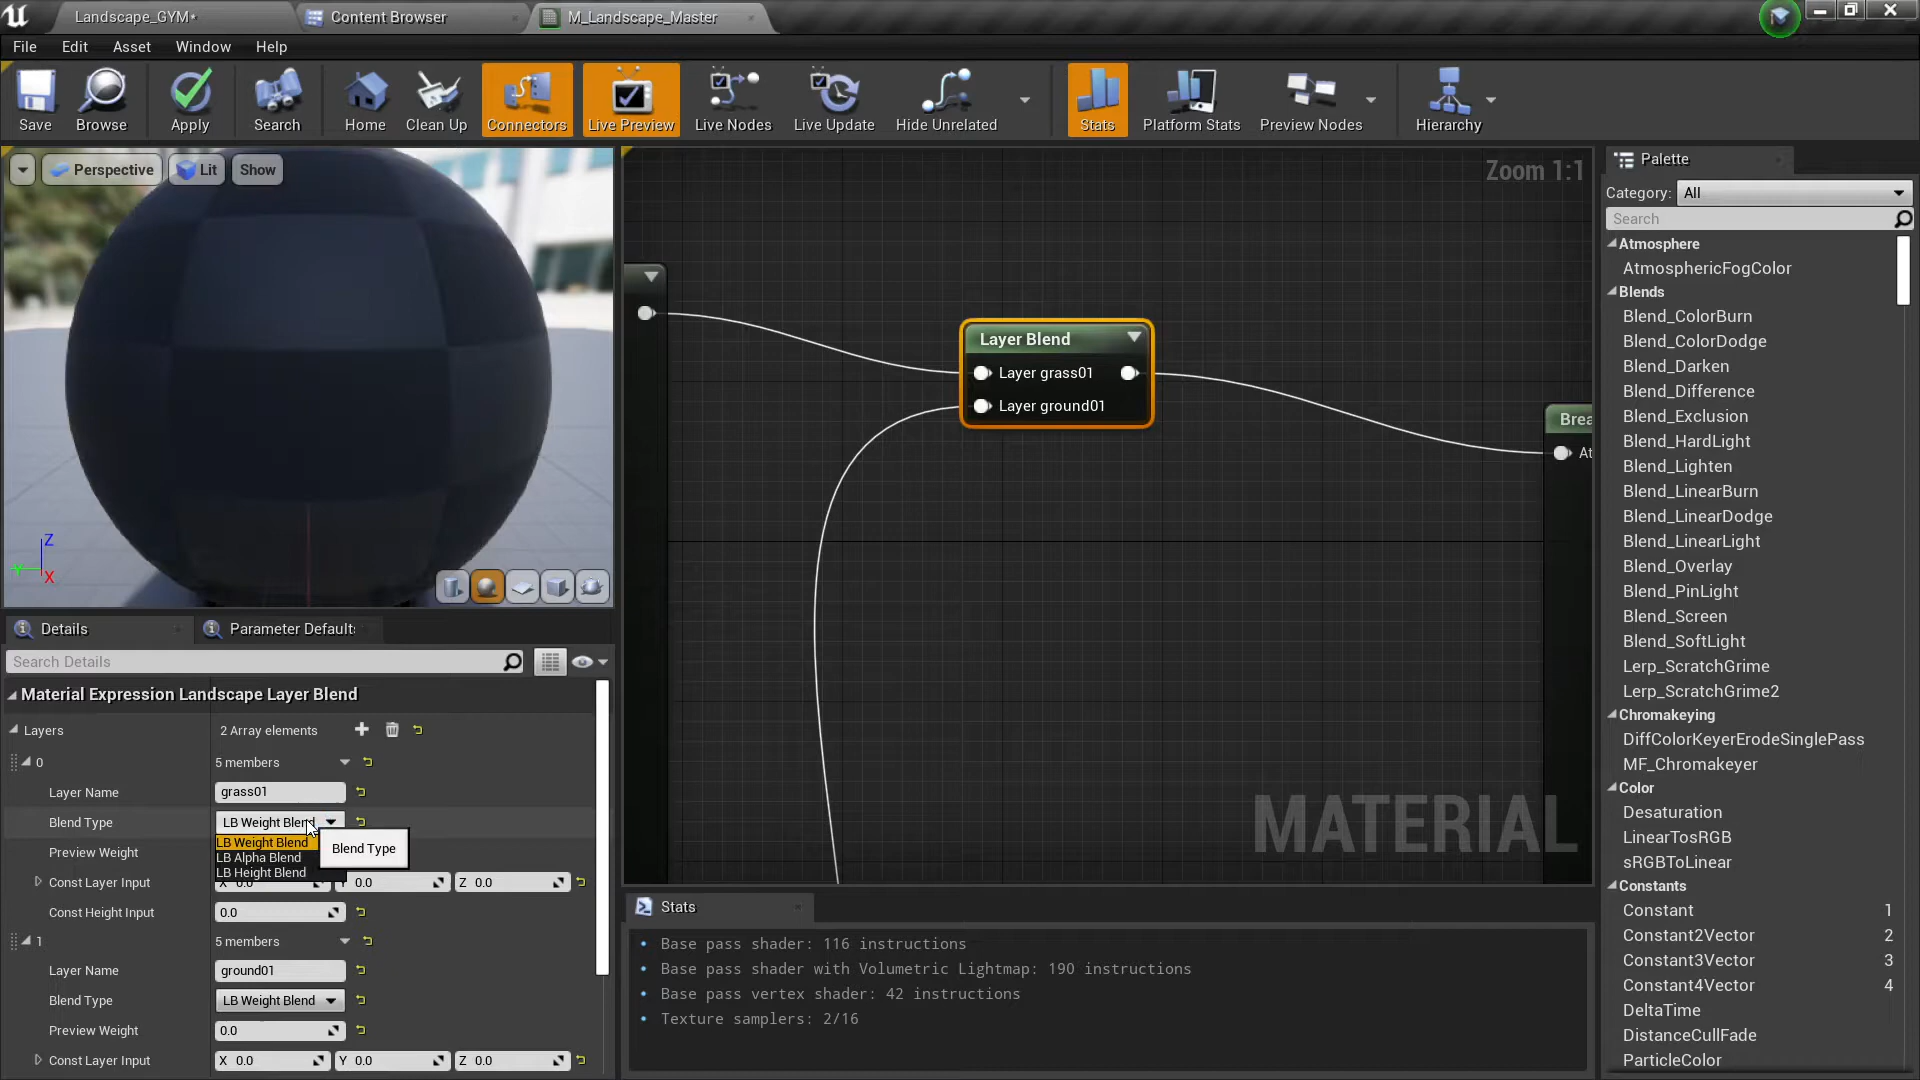 Landscape_GYM*
Content Browser
M_Landscape_Master
File Edit Asset Window Help
Save Browse Apply Search Home Clean Up Connectors Live Preview Live Nodes Live Update Hide Unrelated Stats Platform Stats Preview Nodes Hierarchy
Perspective Lit Show
Z
Y
X
Zoom 1:1
Layer Blend
Layer grass01
Layer ground01
Brea
At
MATERIAL
Details
Parameter Default
Search Details
Material Expression Landscape Layer Blend
Layers 2 Array elements
0 5 members
Layer Name grass01
Blend Type LB Weight Blend
LB Weight Blend
LB Alpha Blend
LB Height Blend
Blend Type
Preview Weight
Const Layer Input X 0.0 Y 0.0 Z 0.0
Const Height Input 0.0
1 5 members
Layer Name ground01
Blend Type LB Weight Blend
Preview Weight 0.0
Const Layer Input X 0.0 Y 0.0 Z 0.0
Stats
Base pass shader: 116 instructions
Base pass shader with Volumetric Lightmap: 190 instructions
Base pass vertex shader: 42 instructions
Texture samplers: 2/16
Palette
Category: All
Search
Atmosphere
AtmosphericFogColor
Blends
Blend_ColorBurn
Blend_ColorDodge
Blend_Darken
Blend_Difference
Blend_Exclusion
Blend_HardLight
Blend_Lighten
Blend_LinearBurn
Blend_LinearDodge
Blend_LinearLight
Blend_Overlay
Blend_PinLight
Blend_Screen
Blend_SoftLight
Lerp_ScratchGrime
Lerp_ScratchGrime2
Chromakeying
DiffColorKeyerErodeSinglePass
MF_Chromakeyer
Color
Desaturation
LinearTosRGB
sRGBToLinear
Constants
Constant 1
Constant2Vector 2
Constant3Vector 3
Constant4Vector 4
DeltaTime
DistanceCullFade
ParticleColor